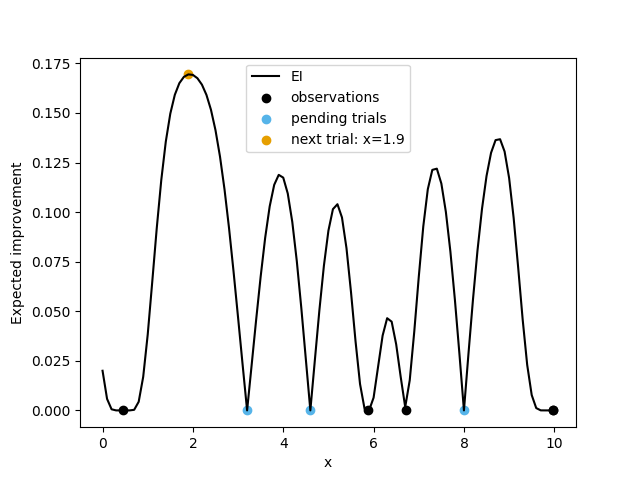 0.175
0.150
0.125
0.100
0.075
0.050
0.025
0.000
Expected improvement
EI
observations
pending trials
next trial: x=1.9
0 2 4 6 8 10
x